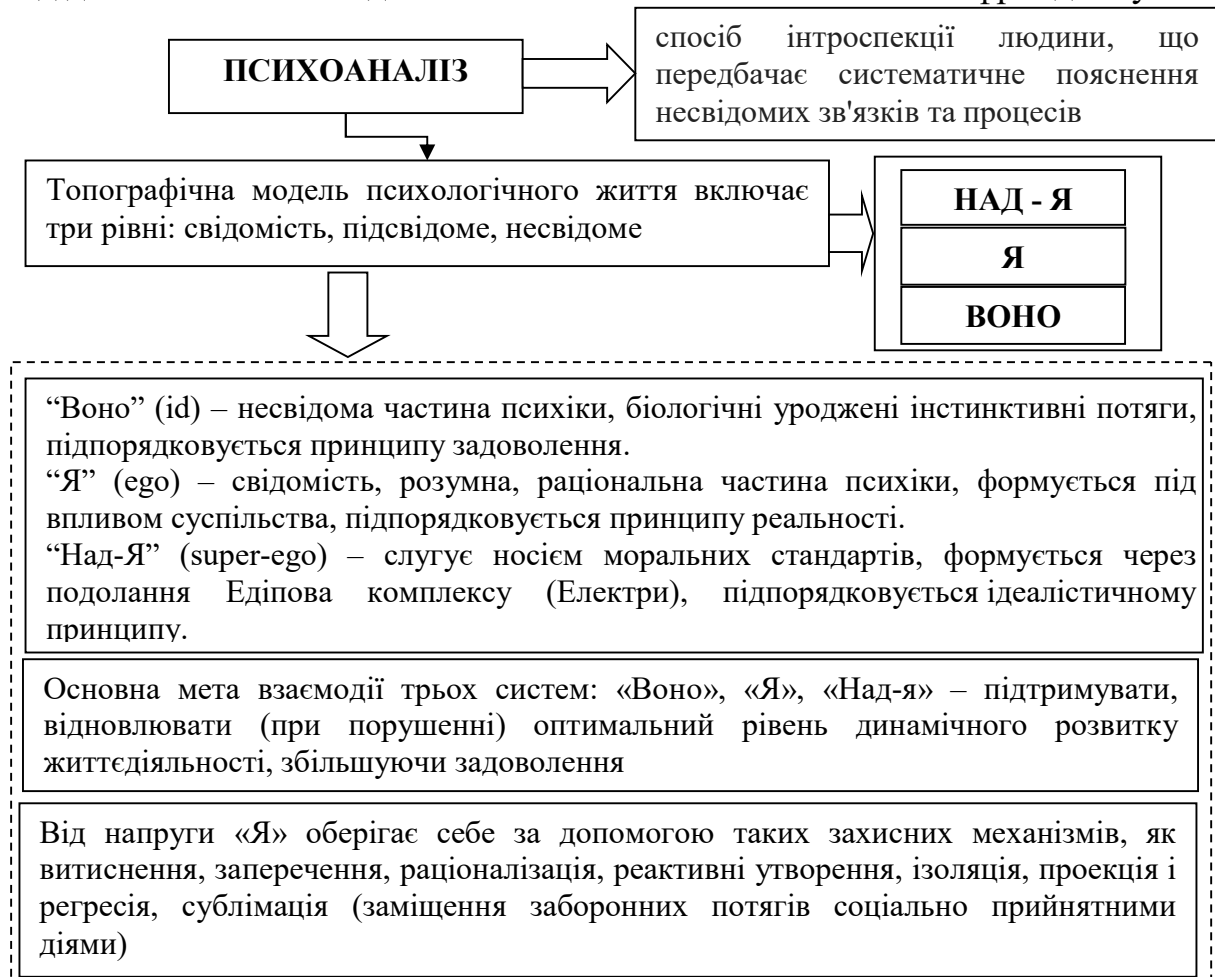 ПСИХОАНАЛІЗ
спосіб інтроспекції людини, що
передбачає систематичне пояснення
несвідомих зв'язків та процесів
Топографічна модель психологічного життя включає
три рівні: свідомість, підсвідоме, несвідоме
НАД - Я
Я
ВОНО
“Воно” (id) – несвідома частина психіки, біологічні уроджені інстинктивні потяги,
підпорядковується принципу задоволення.
“Я” (ego) – свідомість, розумна, раціональна частина психіки, формується під
впливом суспільства, підпорядковується принципу реальності.
“Над-Я” (super-ego) – слугує носієм моральних стандартів, формується через
подолання Едіпова комплексу (Електри), підпорядковується ідеалістичному
принципу.
Основна мета взаємодії трьох систем: «Воно», «Я», «Над-я» – підтримувати,
відновлювати (при порушенні) оптимальний рівень динамічного розвитку
життєдіяльності, збільшуючи задоволення
Від напруги «Я» оберігає себе за допомогою таких захисних механізмів, як
витиснення, заперечення, раціоналізація, реактивні утворення, ізоляція, проекція і
регресія, сублімація (заміщення заборонних потягів соціально прийнятними
діями)